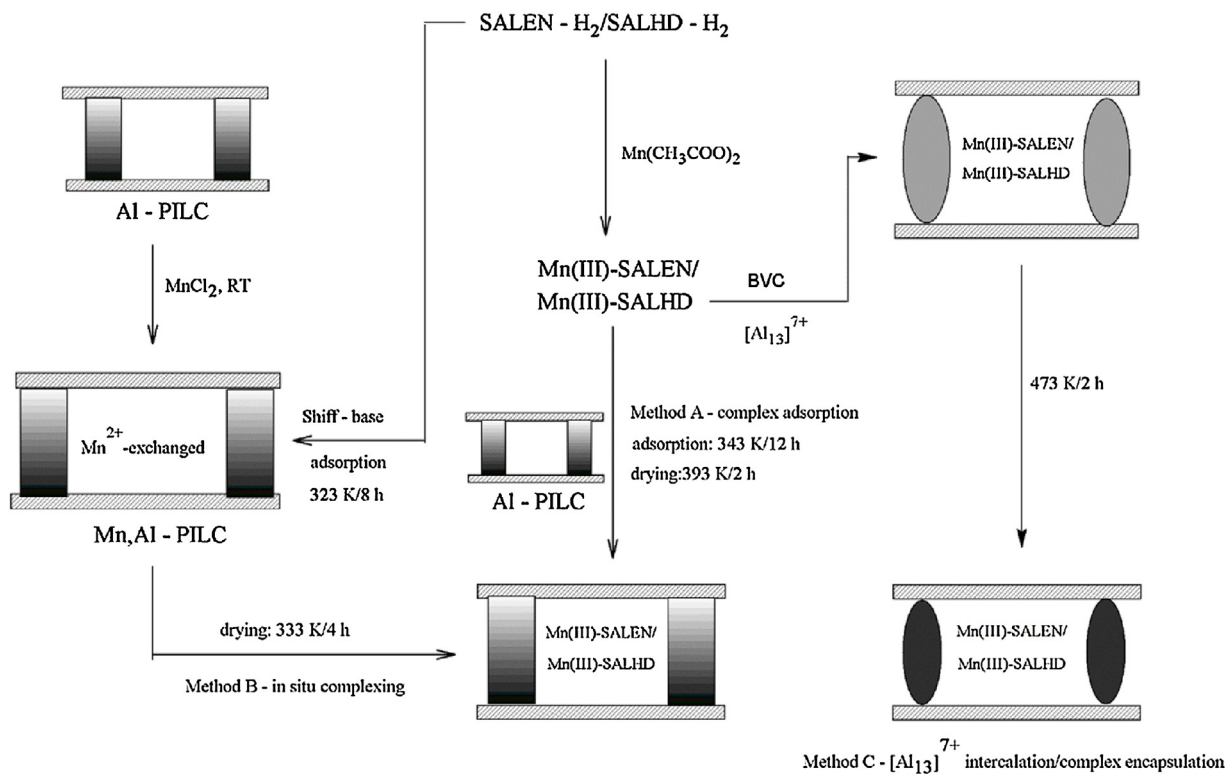 SALEN - H2/SALHD - H2
Al - PILC
MnCl2, RT
Mn2+-exchanged
Mn,Al - PILC
Shiff - base
adsorption
323 K/8 h
drying: 333 K/4 h
Method B - in situ complexing
Mn(CH3COO)2
Mn(III)-SALEN/
Mn(III)-SALHD
BVC
[Al13]7+
Method A - complex adsorption
adsorption: 343 K/12 h
drying:393 K/2 h
Al - PILC
Mn(III)-SALEN/
Mn(III)-SALHD
Mn(III)-SALEN/
Mn(III)-SALHD
473 K/2 h
Mn(III)-SALEN/
Mn(III)-SALHD
Method C - [Al13]7+ intercalation/complex encapsulation